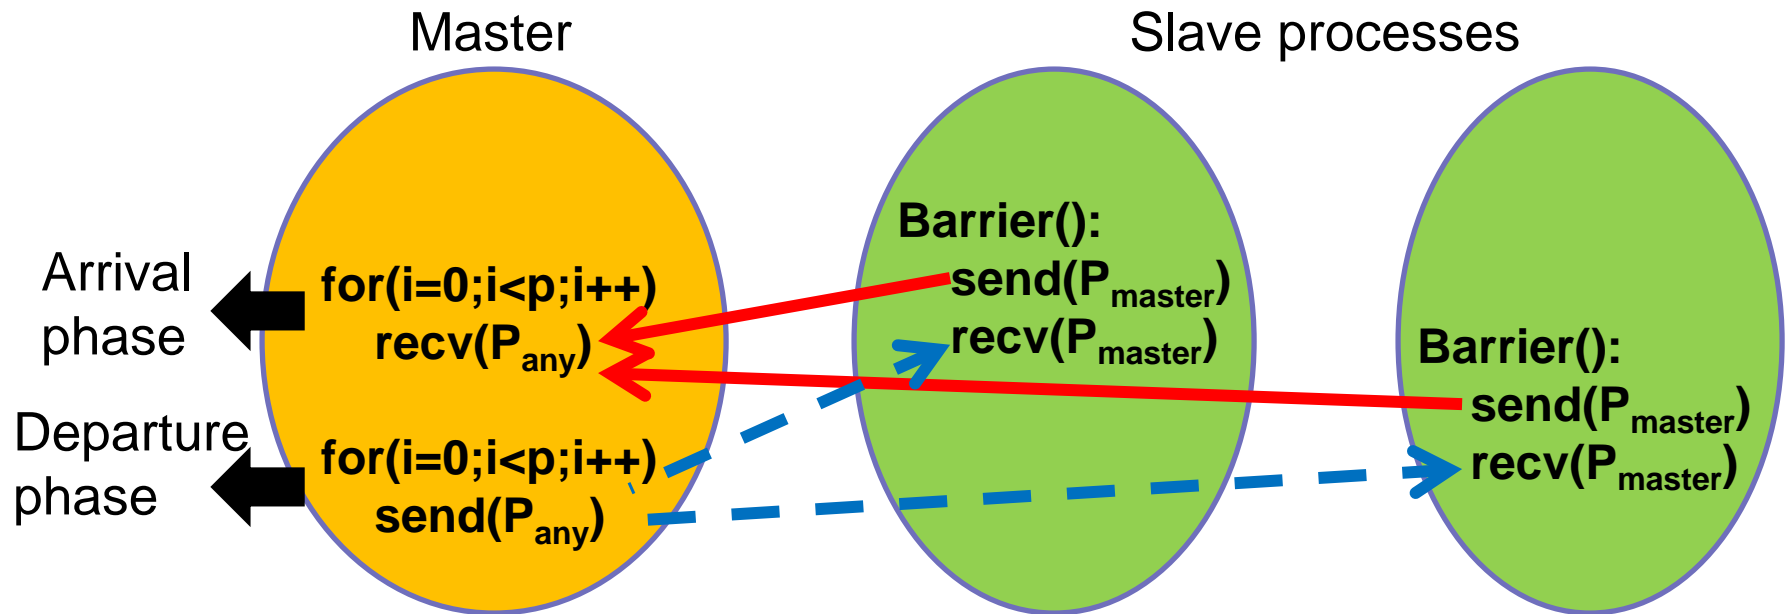 Master
Slave processes
Arrival
phase
for(i=0;i<p;i++)
recv(Pany)
Departure
phase
for(i=0;i<p;i++)
send(Pany)
Barrier():
send(Pmaster)
recv(Pmaster)
Barrier():
send(Pmaster)
recv(Pmaster)